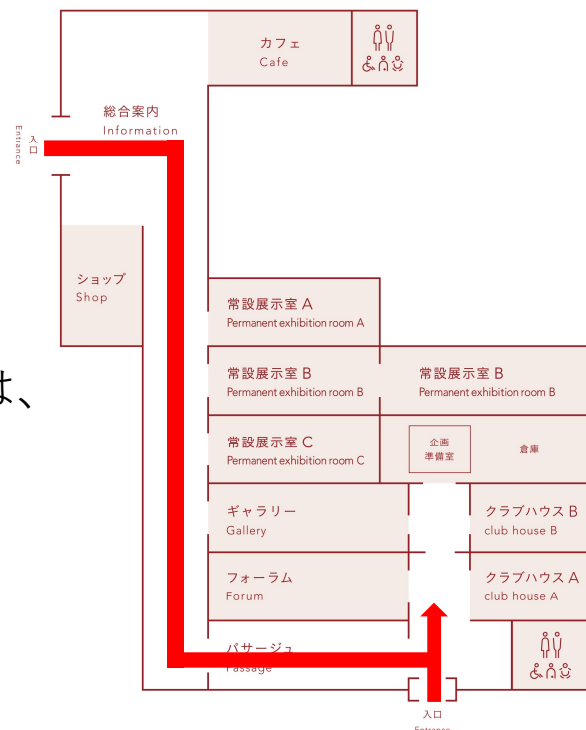 カフェ
Cafe
総合案内
Information
入口
Entrance
ショップ
Shop
常設展示室 A
Permanent exhibition room A
常設展示室 B
Permanent exhibition room B
常設展示室 B
Permanent exhibition room B
は、
常設展示室 C
Permanent exhibition room C
企画
準備室
倉庫
ギャラリー
Gallery
クラブハウス B
club house B
フォーラム
Forum
クラブハウス A
club house A
パサージュ
Passage
入口
Entrance